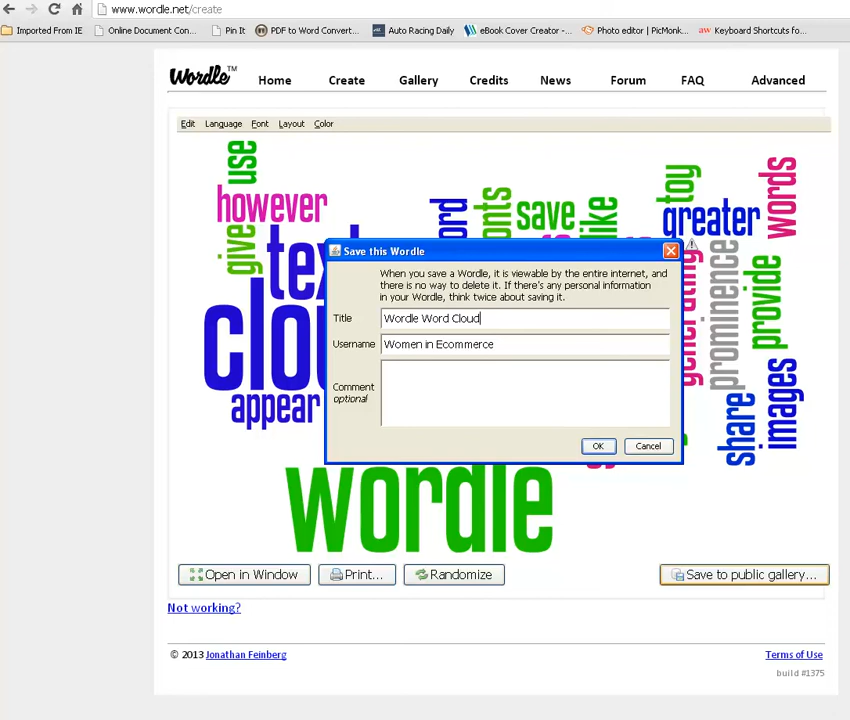 www.wordle.net/create
Imported From IE Online Document Con... Pin It PDF to Word Convert... Auto Racing Daily eBook Cover Creator -... Photo editor | PicMonk... aw Keyboard Shortcuts fo...
Wordle™ Home Create Gallery Credits News Forum FAQ Advanced
Edit Language Font Layout Color
use
however
give
text
save
like
toy
greater
words
Save this Wordle
When you save a Wordle, it is viewable by the entire internet, and
there is no way to delete it. If there's any personal information
in your Wordle, think twice about saving it.
Title Wordle Word Cloud
Username Women in Ecommerce
Comment
optional
OK Cancel
clou
appear
generating
prominence
provide
share
images
wordle
Open in Window Print... Randomize Save to public gallery...
Not working?
© 2013 Jonathan Feinberg Terms of Use
build #1375